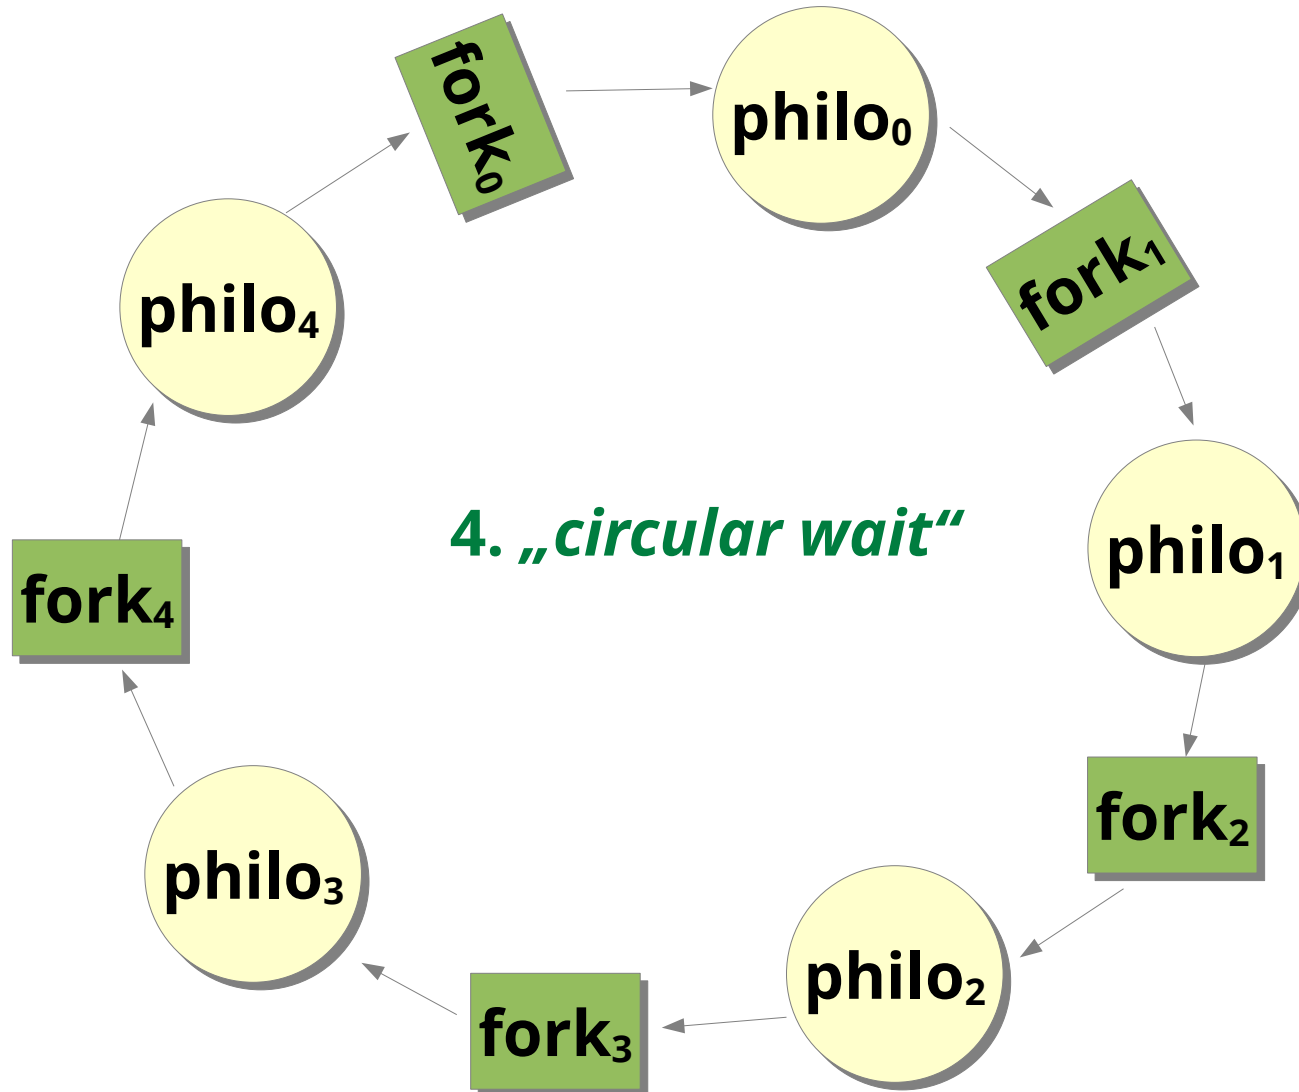 fork₀
philo₀
fork₁
philo₄
4. „circular wait“
philo₁
fork₄
fork₂
philo₃
philo₂
fork₃